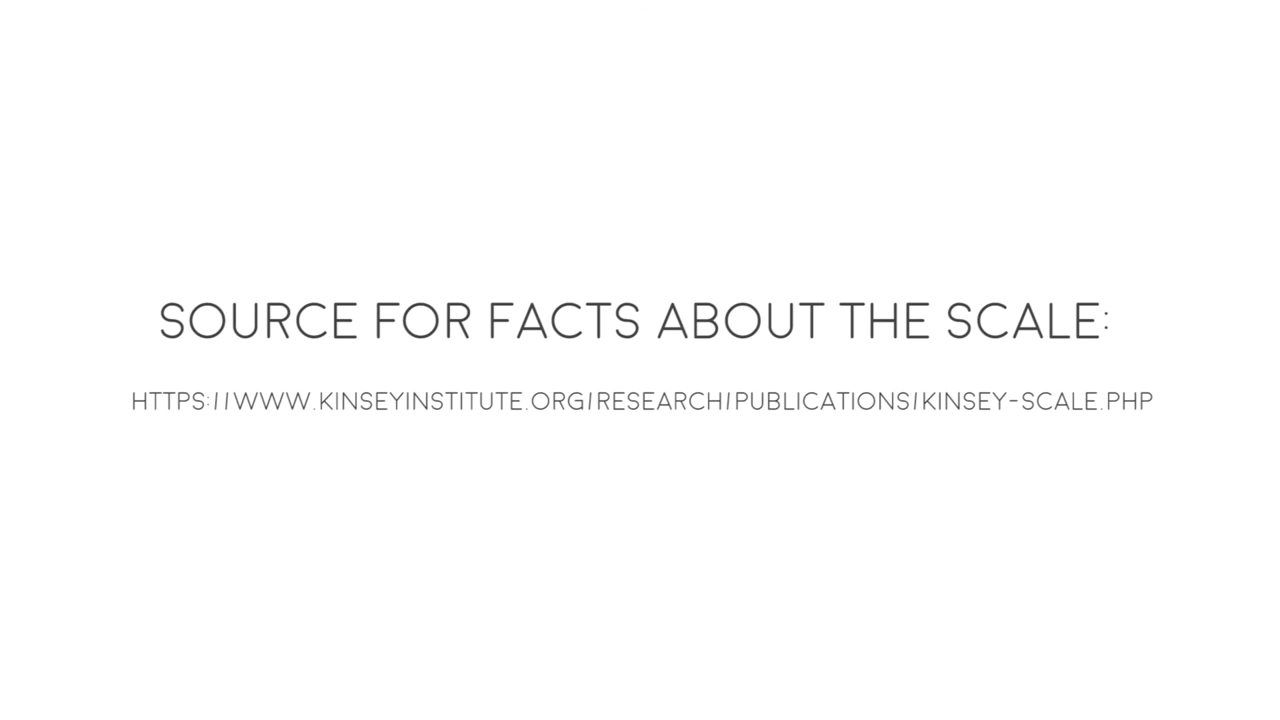 SOURCE FOR FACTS ABOUT THE SCALE:
HTTPS://WWW.KINSEYINSTITUTE.ORG/RESEARCH/PUBLICATIONS/KINSEY-SCALE.PHP